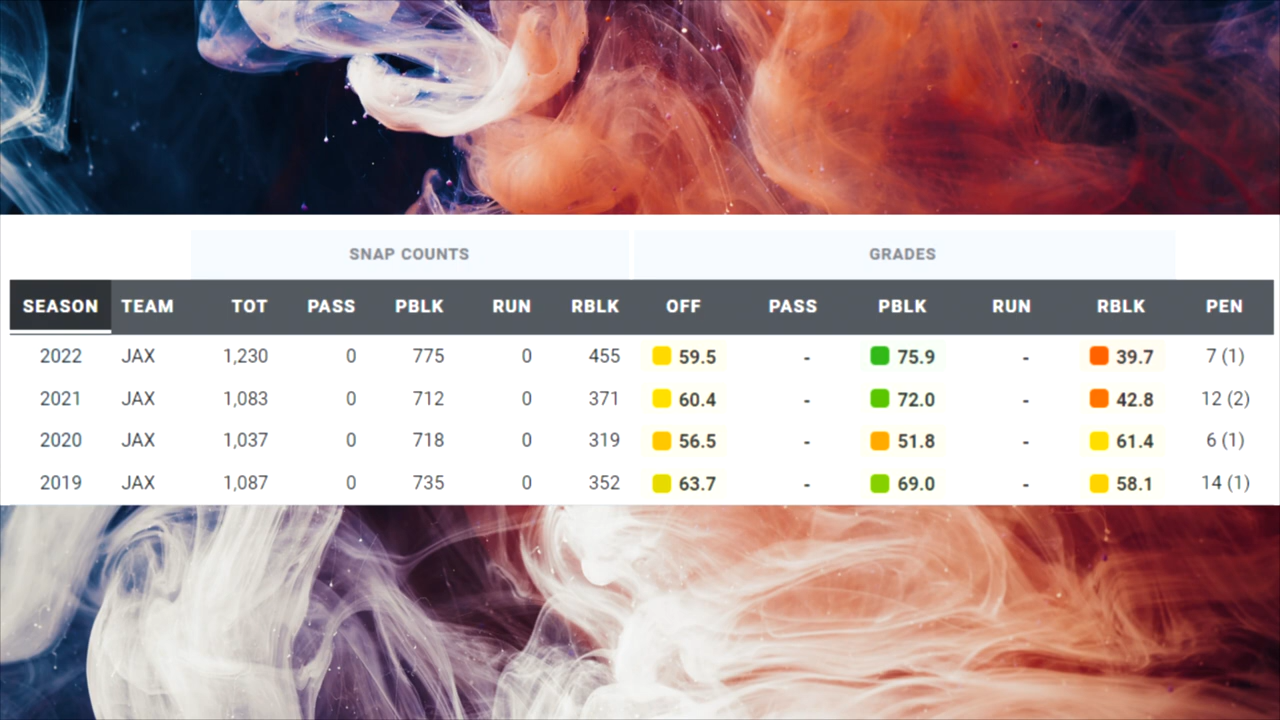 SNAP COUNTS GRADES
SEASON TEAM TOT PASS PBLK RUN RBLK OFF PASS PBLK RUN RBLK PEN
2022 JAX 1,230 0 775 0 455 59.5 - 75.9 - 39.7 7 (1)
2021 JAX 1,083 0 712 0 371 60.4 - 72.0 - 42.8 12 (2)
2020 JAX 1,037 0 718 0 319 56.5 - 51.8 - 61.4 6 (1)
2019 JAX 1,087 0 735 0 352 63.7 - 69.0 - 58.1 14 (1)